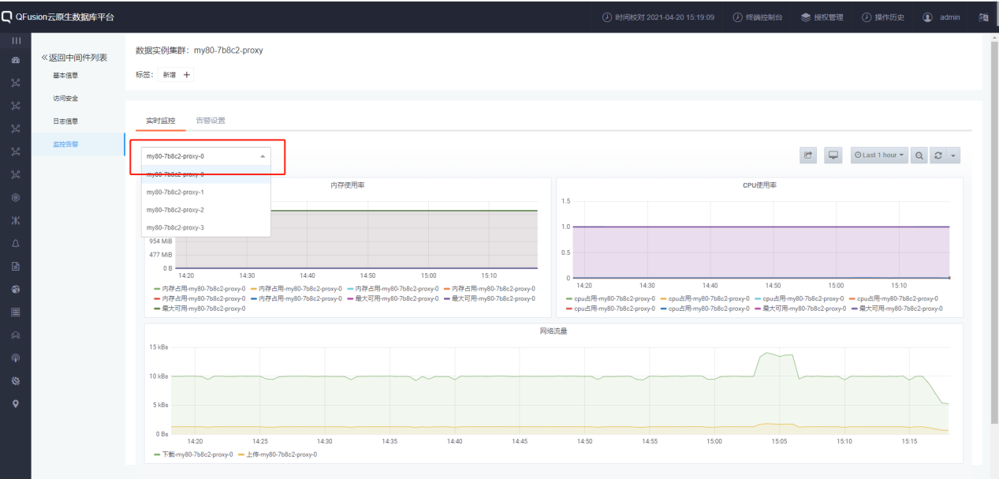 QFusion云原生数据库平台
时间校对 2021-04-20 15:19:09
终端控制台
授权管理
操作历史
admin
返回中间件列表
基本信息
访问安全
日志信息
监控告警
数据实例集群：my80-7b8c2-proxy
标签： 新增 +
实时监控 告警设置
my80-7b8c2-proxy-0
my80-7b8c2-proxy-0
my80-7b8c2-proxy-1
my80-7b8c2-proxy-2
my80-7b8c2-proxy-3
Last 1 hour
内存使用率
954 MiB
477 MiB
0 B
14:20 14:30 14:40 14:50 15:00 15:10
内存占用-my80-7b8c2-proxy-0 内存占用-my80-7b8c2-proxy-0 内存占用-my80-7b8c2-proxy-0 内存占用-my80-7b8c2-proxy-0
内存占用-my80-7b8c2-proxy-0 内存占用-my80-7b8c2-proxy-0 最大可用-my80-7b8c2-proxy-0 最大可用-my80-7b8c2-proxy-0
最大可用-my80-7b8c2-proxy-0
CPU使用率
1.5
1.0
0.5
0
14:20 14:30 14:40 14:50 15:00 15:10
cpu占用-my80-7b8c2-proxy-0 cpu占用-my80-7b8c2-proxy-0 cpu占用-my80-7b8c2-proxy-0 cpu占用-my80-7b8c2-proxy-0
cpu占用-my80-7b8c2-proxy-0 cpu占用-my80-7b8c2-proxy-0 最大可用-my80-7b8c2-proxy-0 最大可用-my80-7b8c2-proxy-0
网络流量
15 kBs
10 kBs
5 kBs
0 Bs
14:20 14:25 14:30 14:35 14:40 14:45 14:50 14:55 15:00 15:05 15:10 15:15
下载-my80-7b8c2-proxy-0 上传-my80-7b8c2-proxy-0